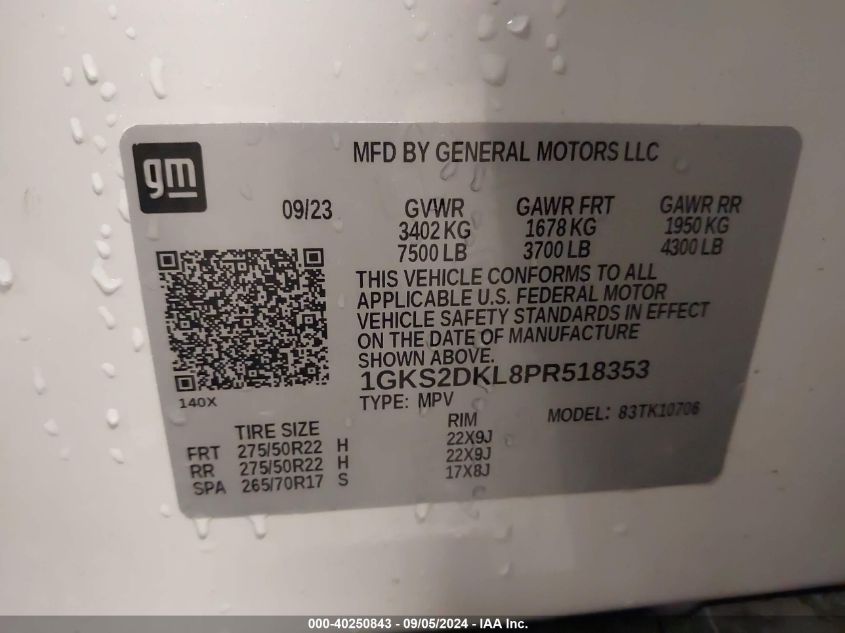 gm
MFD BY GENERAL MOTORS LLC
09/23 GVWR GAWR FRT GAWR RR
3402 KG 1678 KG 1950 KG
7500 LB 3700 LB 4300 LB
THIS VEHICLE CONFORMS TO ALL
APPLICABLE U.S. FEDERAL MOTOR
VEHICLE SAFETY STANDARDS IN EFFECT
ON THE DATE OF MANUFACTURE
SHOWN ABOVE.
1GKS2DKL8PR518353
140X
TYPE: MPV MODEL: 83TK10706
TIRE SIZE RIM
FRT 275/50R22 H 22X9J
RR 275/50R22 H 22X9J
SPA 265/70R17 S 17X8J
000-40250843 - 09/05/2024 - IAA Inc.